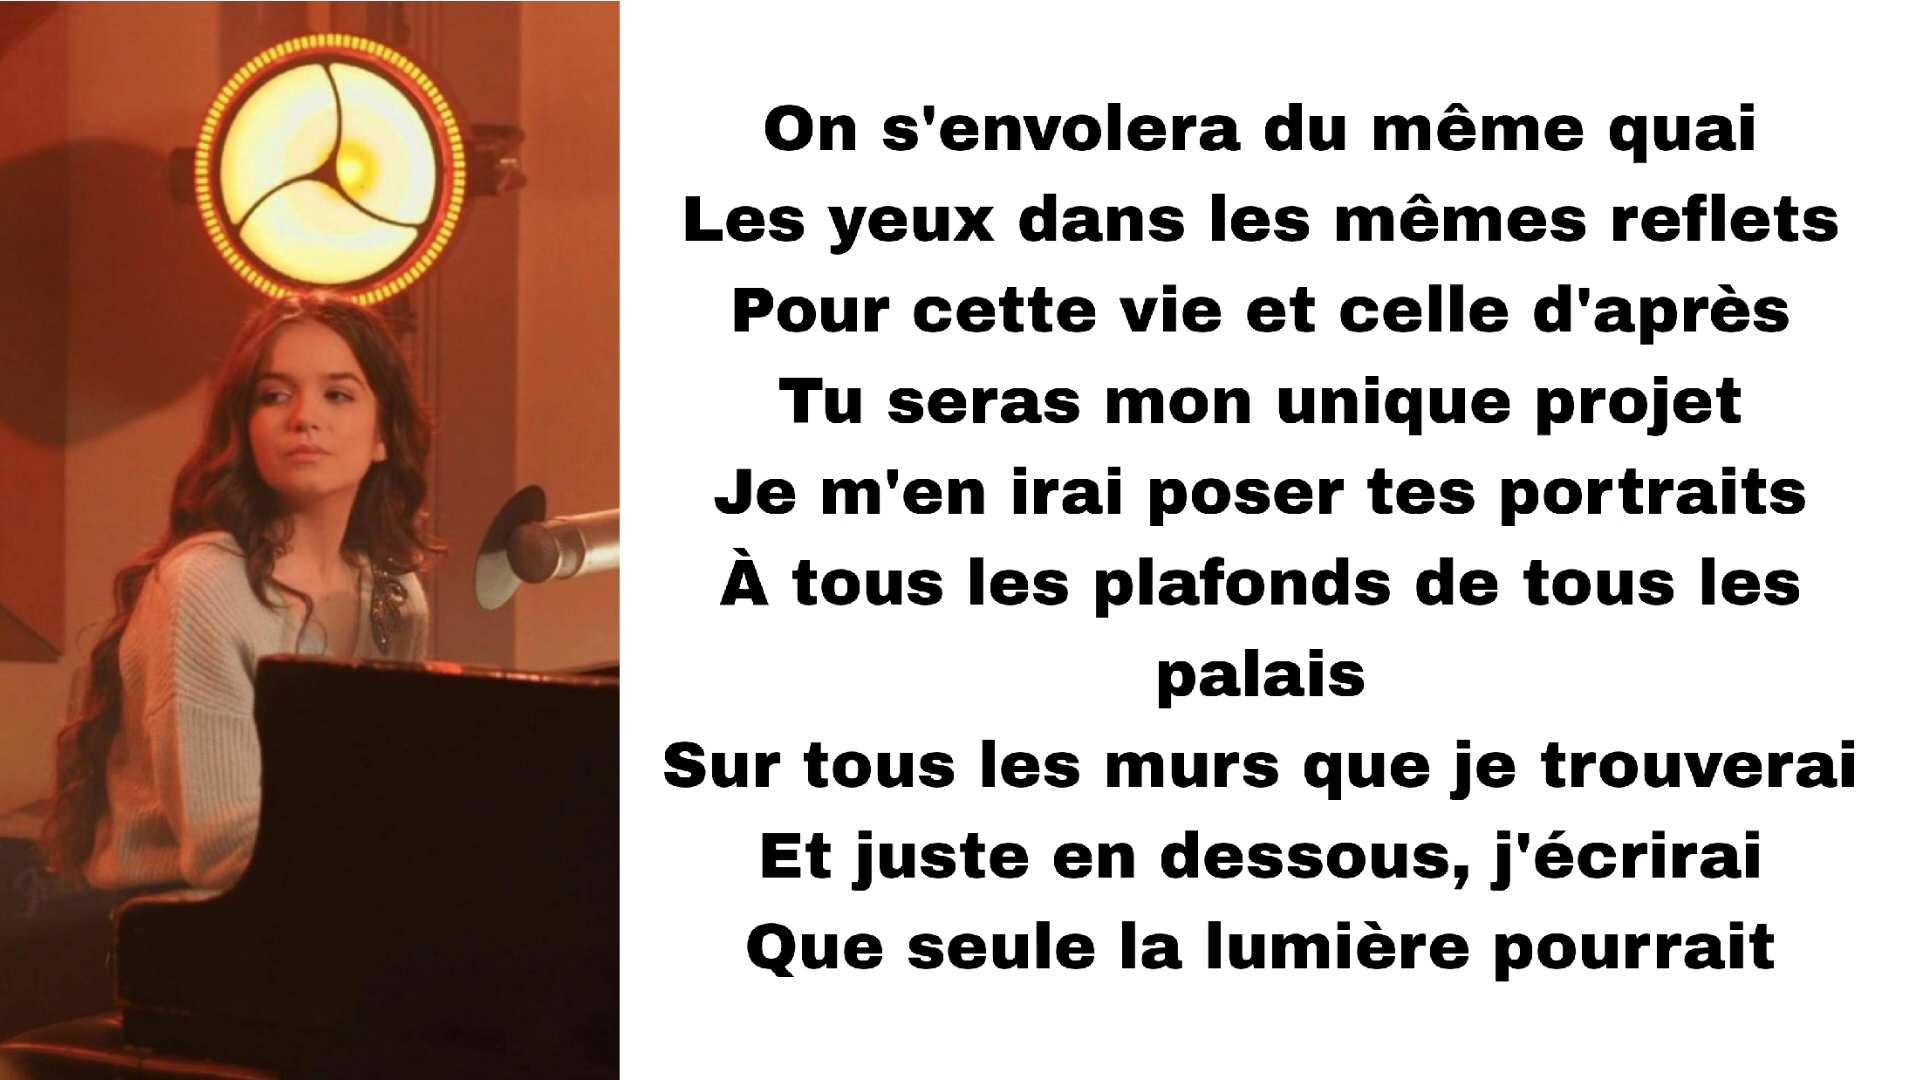 On s'envolera du même quai
Les yeux dans les mêmes reflets
Pour cette vie et celle d'après
Tu seras mon unique projet
Je m'en irai poser tes portraits
À tous les plafonds de tous les
palais
Sur tous les murs que je trouverai
Et juste en dessous, j'écrirai
Que seule la lumière pourrait